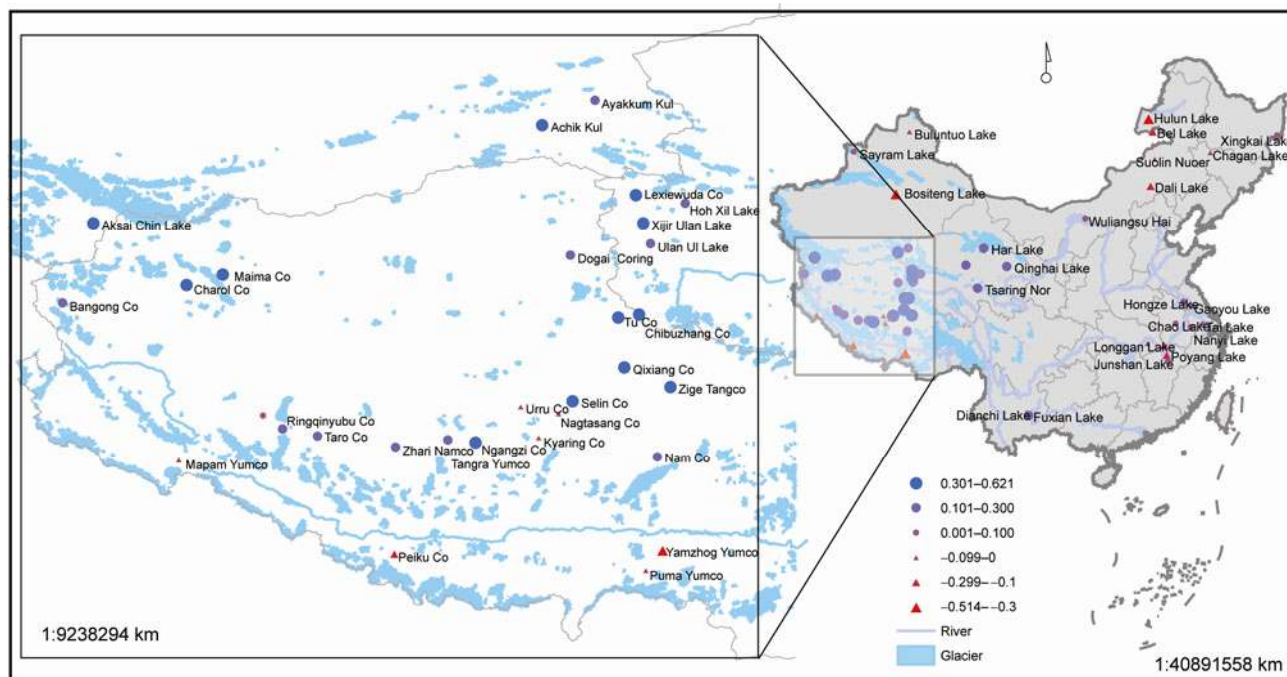 Ayakkum Kul
Achik Kul
Lexiewuda Co
Hoh Xil Lake
Aksai Chin Lake
Xijir Ulan Lake
Ulan Ul Lake
Dogai Coring
Maima Co
Charol Co
Bangong Co
Tu Co
Chibuzhang Co
Qixiang Co
Zige Tangco
Selin Co
Urru Co
Nagtasang Co
Ringqinyubu Co
Taro Co
Kyaring Co
Zhari Namco
Ngangzi Co
Tangra Yumco
Nam Co
Mapam Yumco
Peiku Co
Yamzhog Yumco
Puma Yumco
1:9238294 km
Buluntuo Lake
Sayram Lake
Bositeng Lake
Hulun Lake
Bel Lake
Xingkai Lake
Chagan Lake
Suolin Nuoer
Dali Lake
Wuliangsu Hai
Har Lake
Qinghai Lake
Tsaring Nor
Hongze Lake
Gaoyou Lake
Chao Lake
Tai Lake
Nanyi Lake
Longgan Lake
Poyang Lake
Junshan Lake
Dianchi Lake
Fuxian Lake
0.301–0.621
0.101–0.300
0.001–0.100
−0.099–0
−0.299– −0.1
−0.514– −0.3
River
Glacier
1:40891558 km